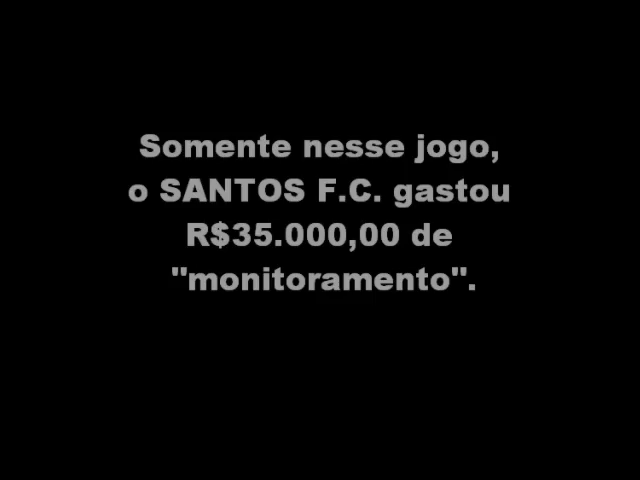 Somente nesse jogo,
o SANTOS F.C. gastou
R$35.000,00 de
"monitoramento".